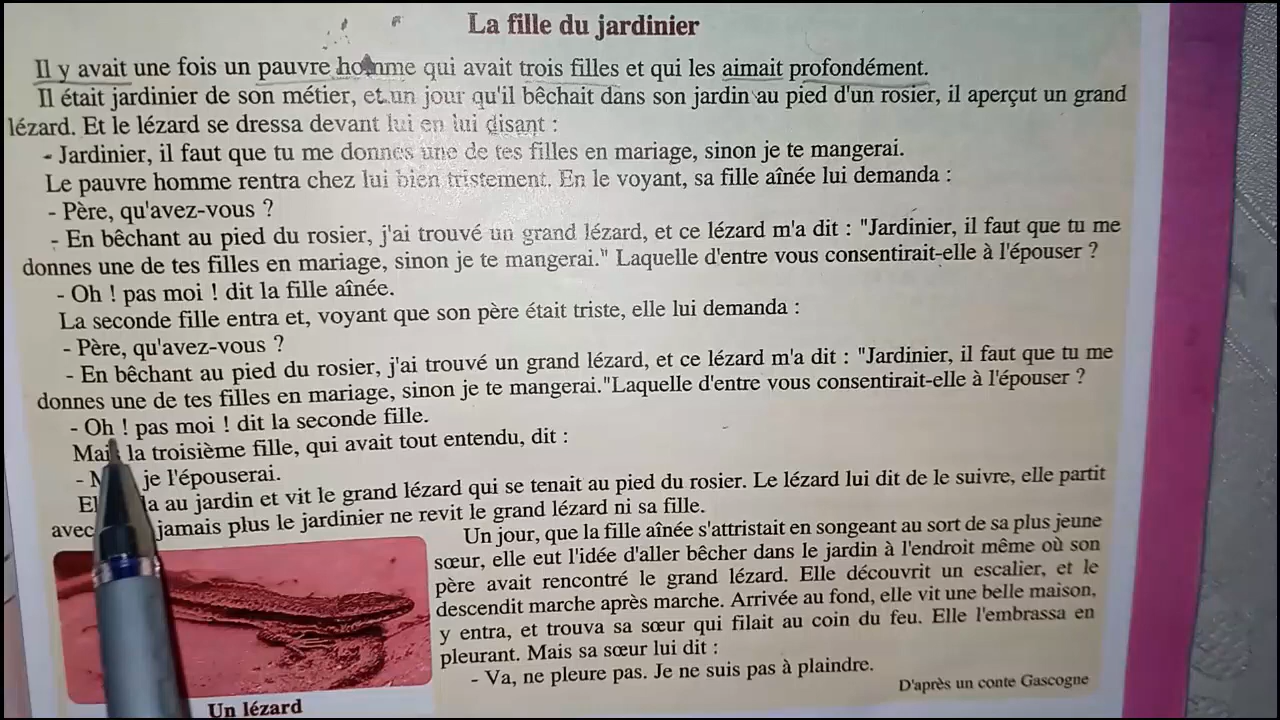 La fille du jardinier
Il y avait une fois un pauvre homme qui avait trois filles et qui les aimait profondément.
Il était jardinier de son métier, et un jour qu'il bêchait dans son jardin au pied d'un rosier, il aperçut un grand
lézard. Et le lézard se dressa devant lui en lui disant :
- Jardinier, il faut que tu me donnes une de tes filles en mariage, sinon je te mangerai.
Le pauvre homme rentra chez lui bien tristement. En le voyant, sa fille aînée lui demanda :
- Père, qu'avez-vous ?
- En bêchant au pied du rosier, j'ai trouvé un grand lézard, et ce lézard m'a dit : "Jardinier, il faut que tu me
donnes une de tes filles en mariage, sinon je te mangerai." Laquelle d'entre vous consentirait-elle à l'épouser ?
- Oh ! pas moi ! dit la fille aînée.
La seconde fille entra et, voyant que son père était triste, elle lui demanda :
- Père, qu'avez-vous ?
- En bêchant au pied du rosier, j'ai trouvé un grand lézard, et ce lézard m'a dit : "Jardinier, il faut que tu me
donnes une de tes filles en mariage, sinon je te mangerai."Laquelle d'entre vous consentirait-elle à l'épouser ?
- Oh ! pas moi ! dit la seconde fille.
Mais la troisième fille, qui avait tout entendu, dit :
- je l'épouserai.
au jardin et vit le grand lézard qui se tenait au pied du rosier. Le lézard lui dit de le suivre, elle partit
avec jamais plus le jardinier ne revit le grand lézard ni sa fille.
Un jour, que la fille aînée s'attristait en songeant au sort de sa plus jeune
sœur, elle eut l'idée d'aller bêcher dans le jardin à l'endroit même où son
père avait rencontré le grand lézard. Elle découvrit un escalier, et le
descendit marche après marche. Arrivée au fond, elle vit une belle maison,
y entra, et trouva sa sœur qui filait au coin du feu. Elle l'embrassa en
pleurant. Mais sa sœur lui dit :
- Va, ne pleure pas. Je ne suis pas à plaindre.
D'après un conte Gascogne
Un lézard